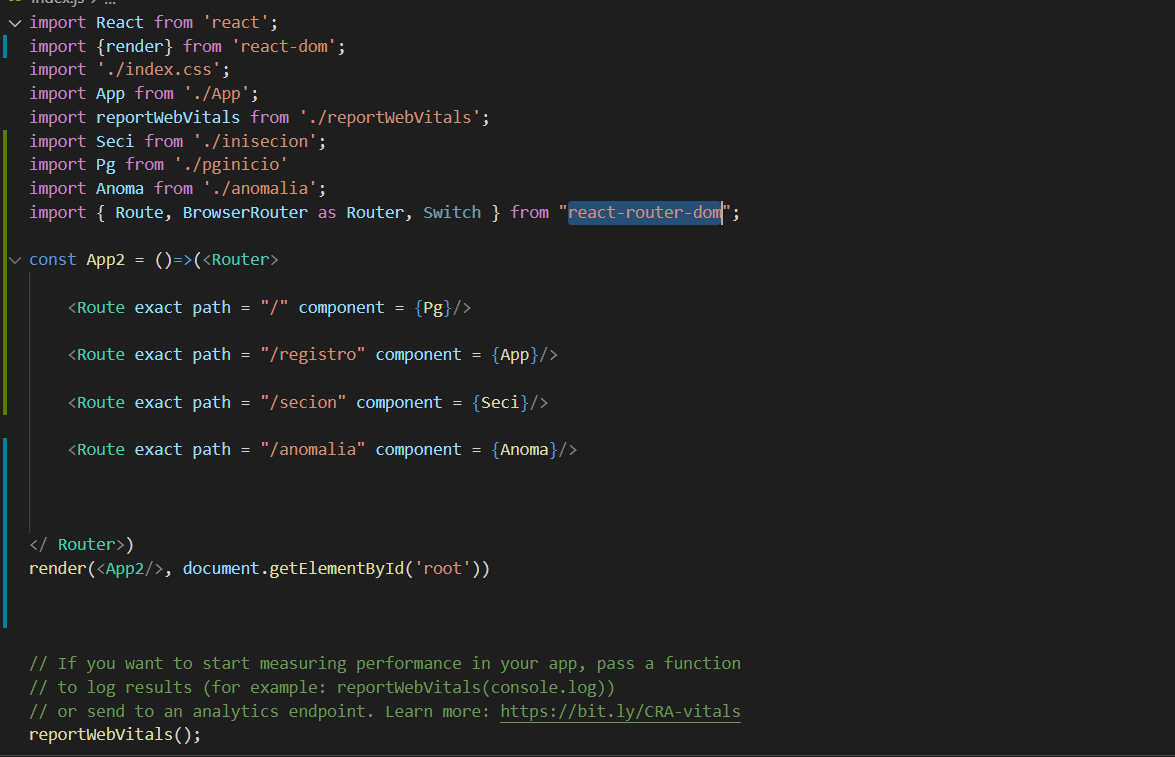 index.js > ...
import React from 'react';
import {render} from 'react-dom';
import './index.css';
import App from './App';
import reportWebVitals from './reportWebVitals';
import Seci from './inisecion';
import Pg from './pginicio'
import Anoma from './anomalia';
import { Route, BrowserRouter as Router, Switch } from "react-router-dom";
const App2 = ()=>(<Router>
<Route exact path = "/" component = {Pg}/>
<Route exact path = "/registro" component = {App}/>
<Route exact path = "/secion" component = {Seci}/>
<Route exact path = "/anomalia" component = {Anoma}/>
</ Router>)
render(<App2/>, document.getElementById('root'))
// If you want to start measuring performance in your app, pass a function
// to log results (for example: reportWebVitals(console.log))
// or send to an analytics endpoint. Learn more: https://bit.ly/CRA-vitals
reportWebVitals();